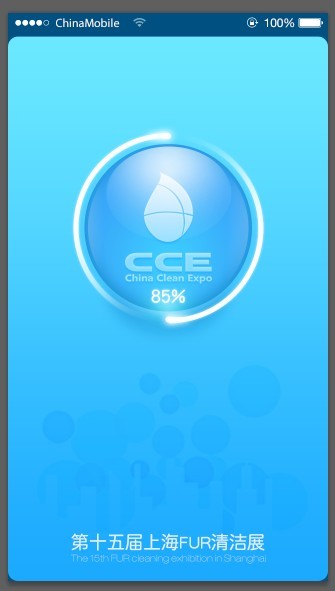 ChinaMobile 100%
CCE
China Clean Expo
85%
第十五届上海FUR清洁展
The 15th FUR cleaning exhibition in Shanghai